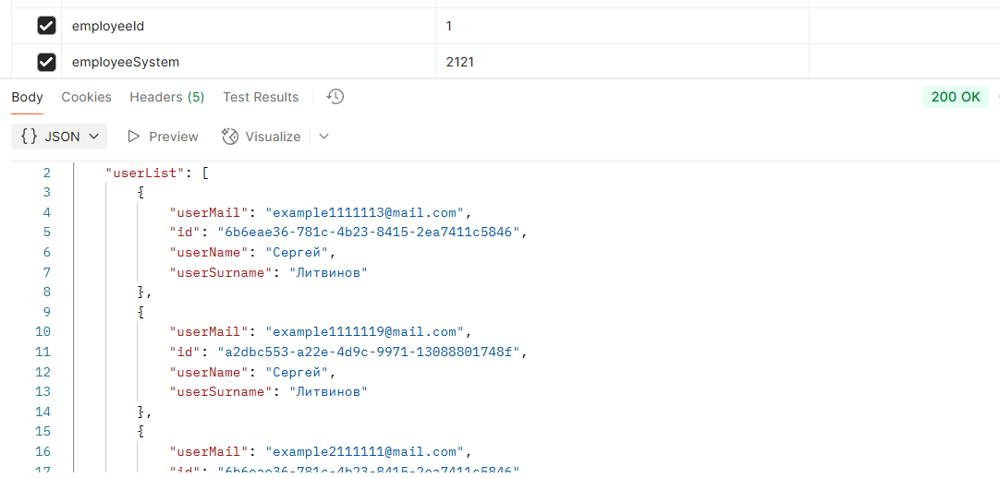 employeeId 1
employeeSystem 2121
Body Cookies Headers (5) Test Results 200 OK
{} JSON Preview Visualize
2 "userList": [
3 {
4 "userMail": "example1111113@mail.com",
5 "id": "6b6eae36-781c-4b23-8415-2ea7411c5846",
6 "userName": "Сергей",
7 "userSurname": "Литвинов"
8 },
9 {
10 "userMail": "example1111119@mail.com",
11 "id": "a2dbc553-a22e-4d9c-9971-13088801748f",
12 "userName": "Сергей",
13 "userSurname": "Литвинов"
14 },
15 {
16 "userMail": "example2111111@mail.com",
17 "id": "6b6eae36-781c-4b23-8415-2ea7411c5846",